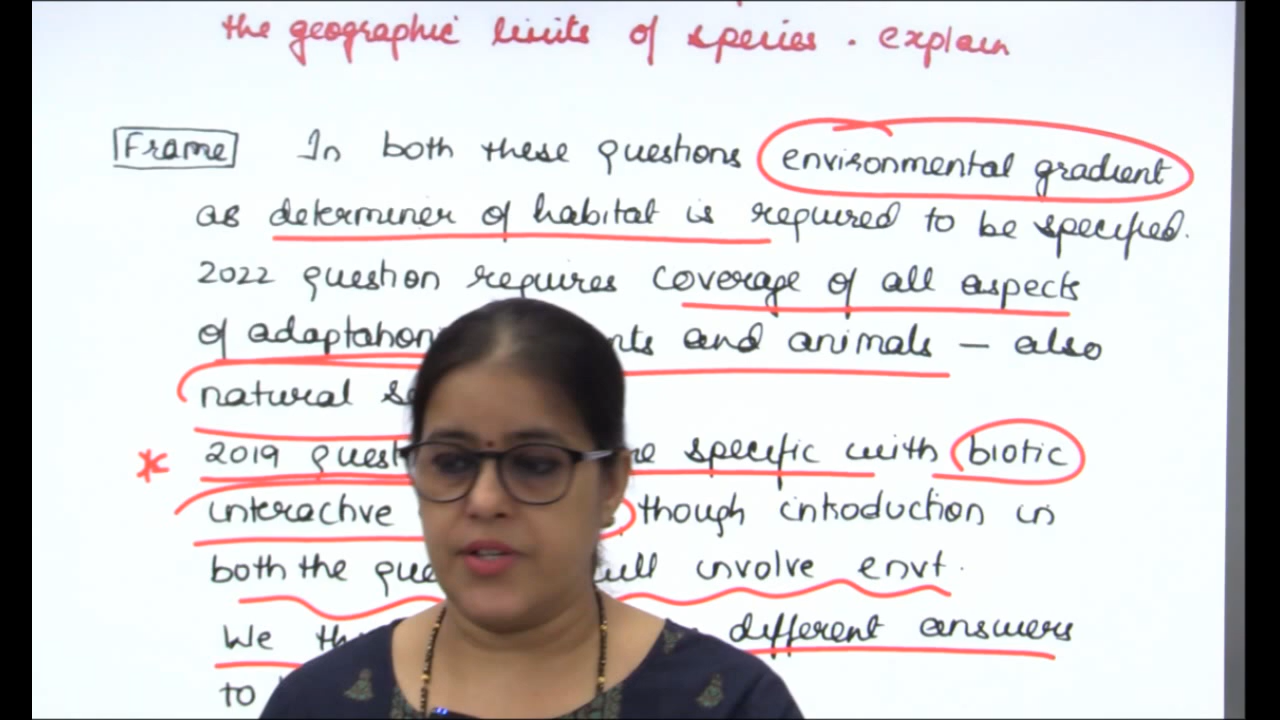 the geographic limits of species. explain
Frame In both these questions environmental gradient
as determiner of habitat is required to be specified.
2022 question requires coverage of all aspects
of adaptation and animals – also
natural
* 2019 specific with biotic
interactive though introduction in
both the involve envt.
We different answers
to